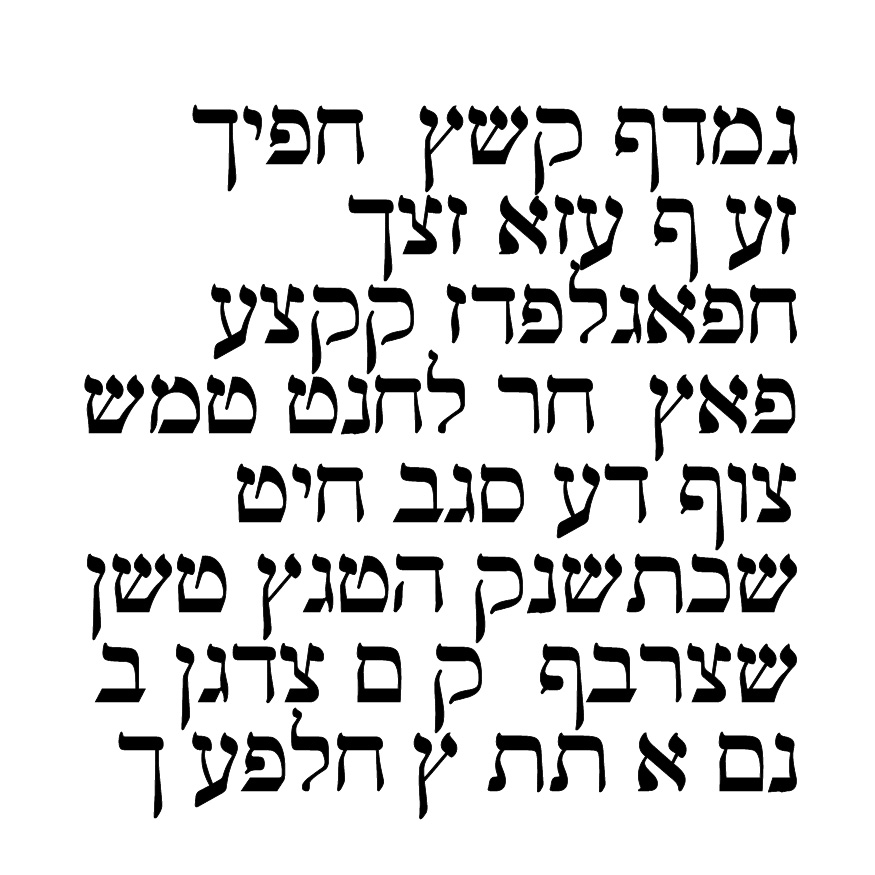 גמדף קשץ חפיך
זע ף עזא וצך
חפאגלפדז קקצע
פאץ חר לחנט טמש
צוף דע סגב חיט
שכתשנק הטגץ טשן
שצרבף ק ם צדגן ב
נם א תת ץ חלפע ך